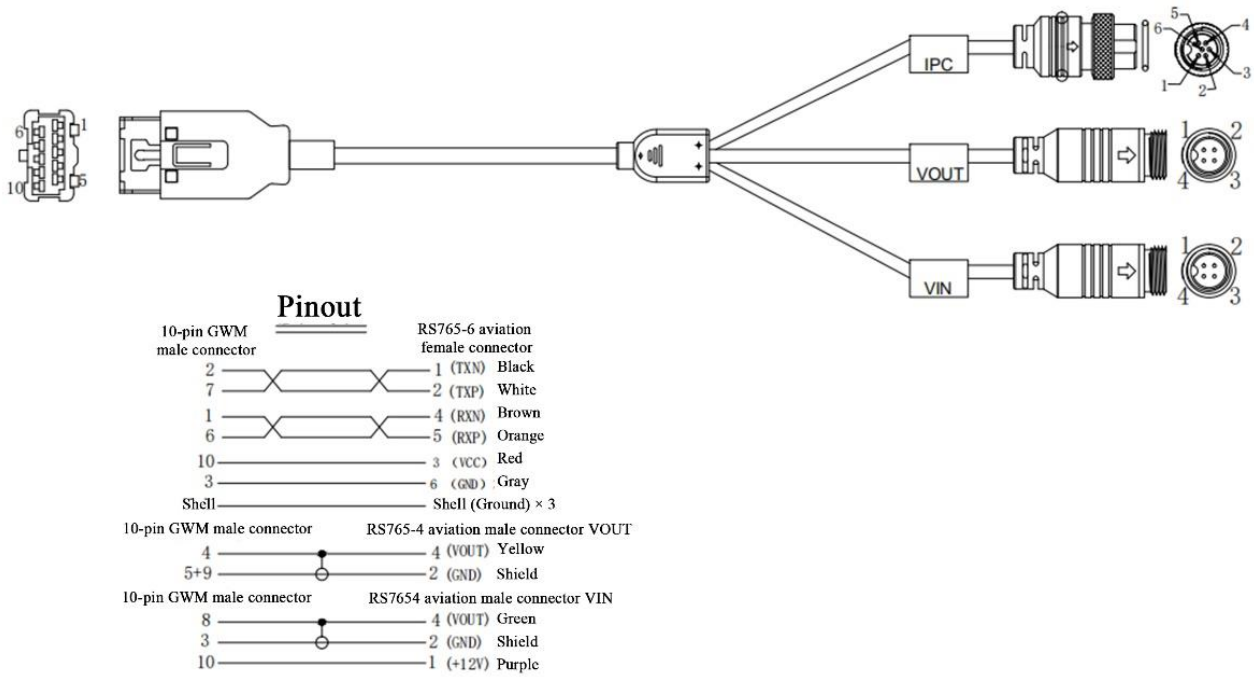 5
6
4
1
3
2
IPC
6
1
10
5
VOUT
1
2
4
3
VIN
1
2
4
3
Pinout
10-pin GWM
male connector
RS765-6 aviation
female connector
2
1 (TXN) Black
7
2 (TXP) White
1
4 (RXN) Brown
6
5 (RXP) Orange
10
3 (VCC) Red
3
6 (GND) Gray
Shell
Shell (Ground) × 3
10-pin GWM male connector
RS765-4 aviation male connector VOUT
4
4 (VOUT) Yellow
5+9
2 (GND) Shield
10-pin GWM male connector
RS7654 aviation male connector VIN
8
4 (VOUT) Green
3
2 (GND) Shield
10
1 (+12V) Purple